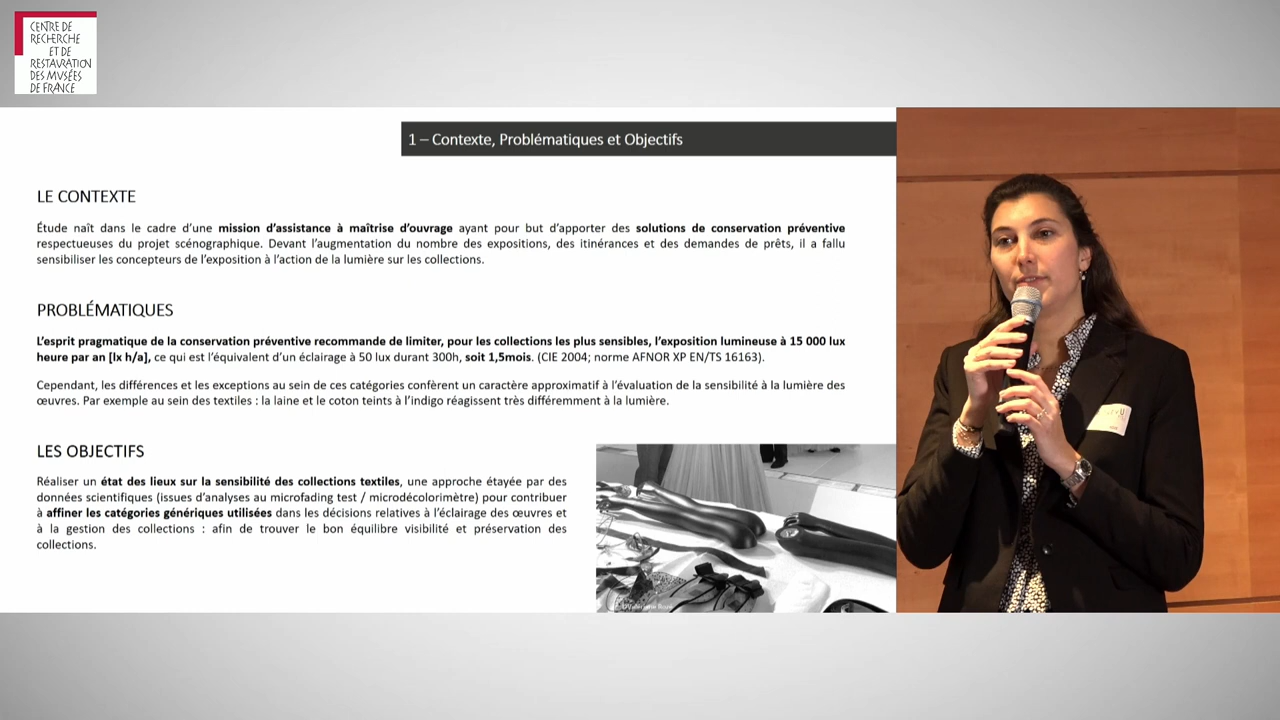 CENTRE DE
RECHERCHE
ET DE
RESTAURATION
DES MUSÉES
DE FRANCE
1 – Contexte, Problématiques et Objectifs
LE CONTEXTE
Étude naît dans le cadre d’une mission d’assistance à maîtrise d’ouvrage ayant pour but d’apporter des solutions de conservation préventive
respectueuses du projet scénographique. Devant l’augmentation du nombre des expositions, des itinérances et des demandes de prêts, il a fallu
sensibiliser les concepteurs de l’exposition à l’action de la lumière sur les collections.
PROBLÉMATIQUES
L’esprit pragmatique de la conservation préventive recommande de limiter, pour les collections les plus sensibles, l’exposition lumineuse à 15 000 lux
heure par an [lx h/a], ce qui est l’équivalent d’un éclairage à 50 lux durant 300h, soit 1,5mois. (CIE 2004; norme AFNOR XP EN/TS 16163).
Cependant, les différences et les exceptions au sein de ces catégories confèrent un caractère approximatif à l’évaluation de la sensibilité à la lumière des
œuvres. Par exemple au sein des textiles : la laine et le coton teints à l’indigo réagissent très différemment à la lumière.
LES OBJECTIFS
Réaliser un état des lieux sur la sensibilité des collections textiles, une approche étayée par des
données scientifiques (issues d’analyses au microfading test / microdécolorimètre) pour contribuer
à affiner les catégories génériques utilisées dans les décisions relatives à l’éclairage des œuvres et
à la gestion des collections : afin de trouver le bon équilibre visibilité et préservation des
collections.